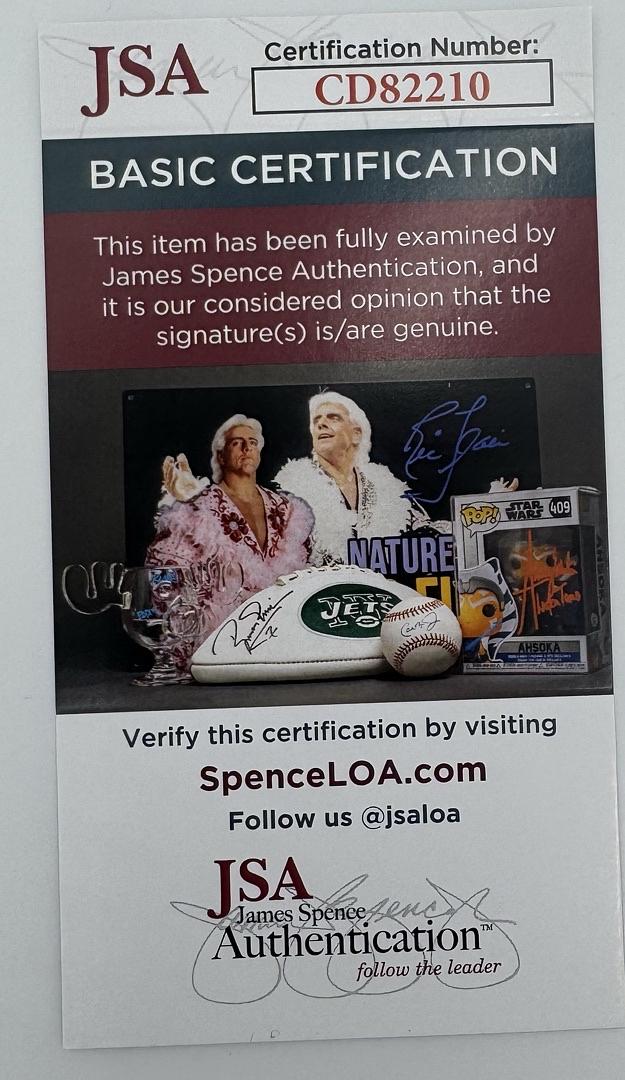 JSA
Certification Number:
CD82210
BASIC CERTIFICATION
This item has been fully examined by
James Spence Authentication, and
it is our considered opinion that the
signature(s) is/are genuine.
Ric Flair
NATURE
POP!
STAR
WARS
409
JETS
AHSOKA
Verify this certification by visiting
SpenceLOA.com
Follow us @jsaloa
JSA
James Spence
Authentication™
follow the leader